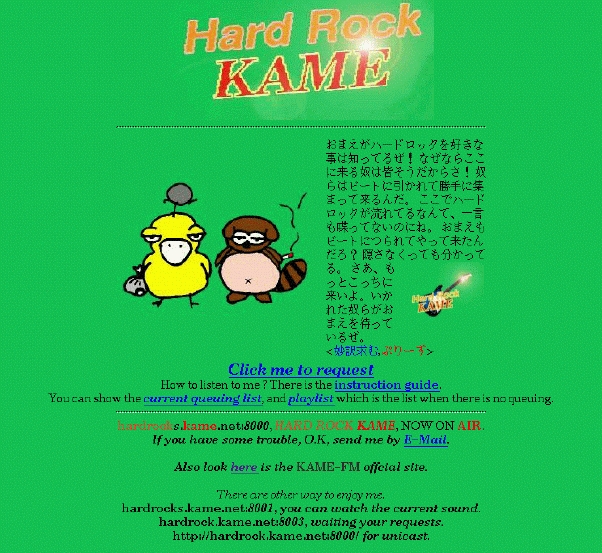 Hard Rock
KAME
おまえがハードロックを好きな
事は知ってるぜ！ なぜならここ
に来る奴は皆そうだからさ！ 奴
らはビートに引かれて勝手に集
まって来るんだ。 ここでハード
ロックが流れてるなんて、一言
も喋ってないのにね。 おまえも
ビートにつられてやって来たん
だろ？ 隠さなくっても分かって
る。 さあ、も
っとこっちに
来いよ。いか
れた奴らがお
まえを待って
いるぜ。
Hard Rock
KAME
<妙訳求む,ぷりーず>
Click me to request
How to listen to me ? There is the instruction guide.
You can show the current queuing list, and playlist which is the list when there is no queuing.
hardrocks.kame.net:8000, HARD ROCK KAME, NOW ON AIR.
If you have some trouble, O.K, send me by E-Mail.
Also look here is the KAME-FM offcial site.
There are other way to enjoy me.
hardrocks.kame.net:8001, you can watch the current sound.
hardrock.kame.net:8003, waiting your requests.
http://hardrock.kame.net:8000/ for unicast.